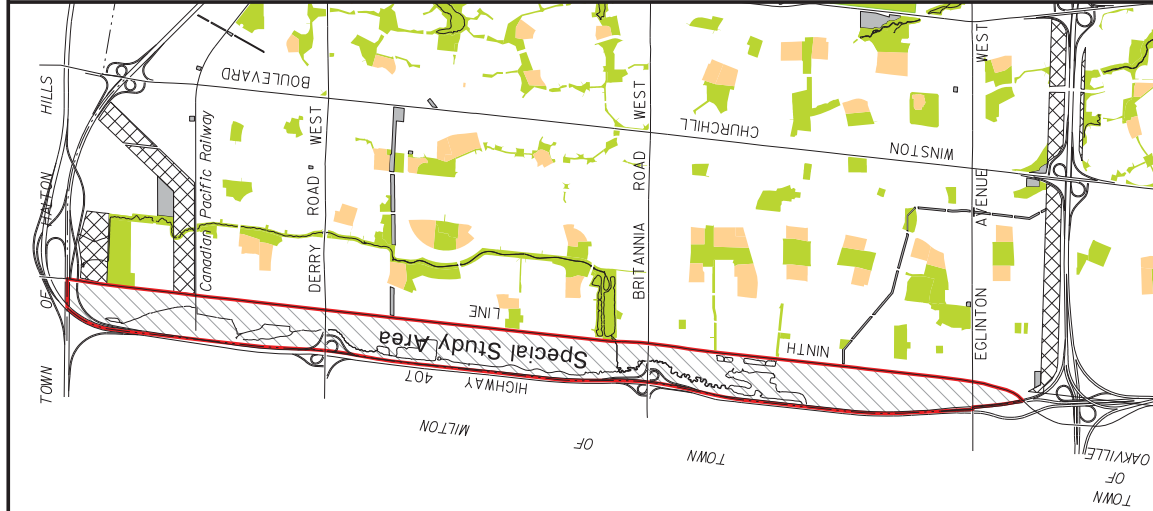 BOULEVARD
CHURCHILL
WINSTON
TOWN OF HALTON HILLS
Canadian Pacific Railway
DERRY ROAD WEST
BRITANNIA ROAD WEST
EGLINTON AVENUE WEST
NINTH LINE
Special Study Area
HIGHWAY 407
TOWN OF MILTON
TOWN
OF
OAKVILLE